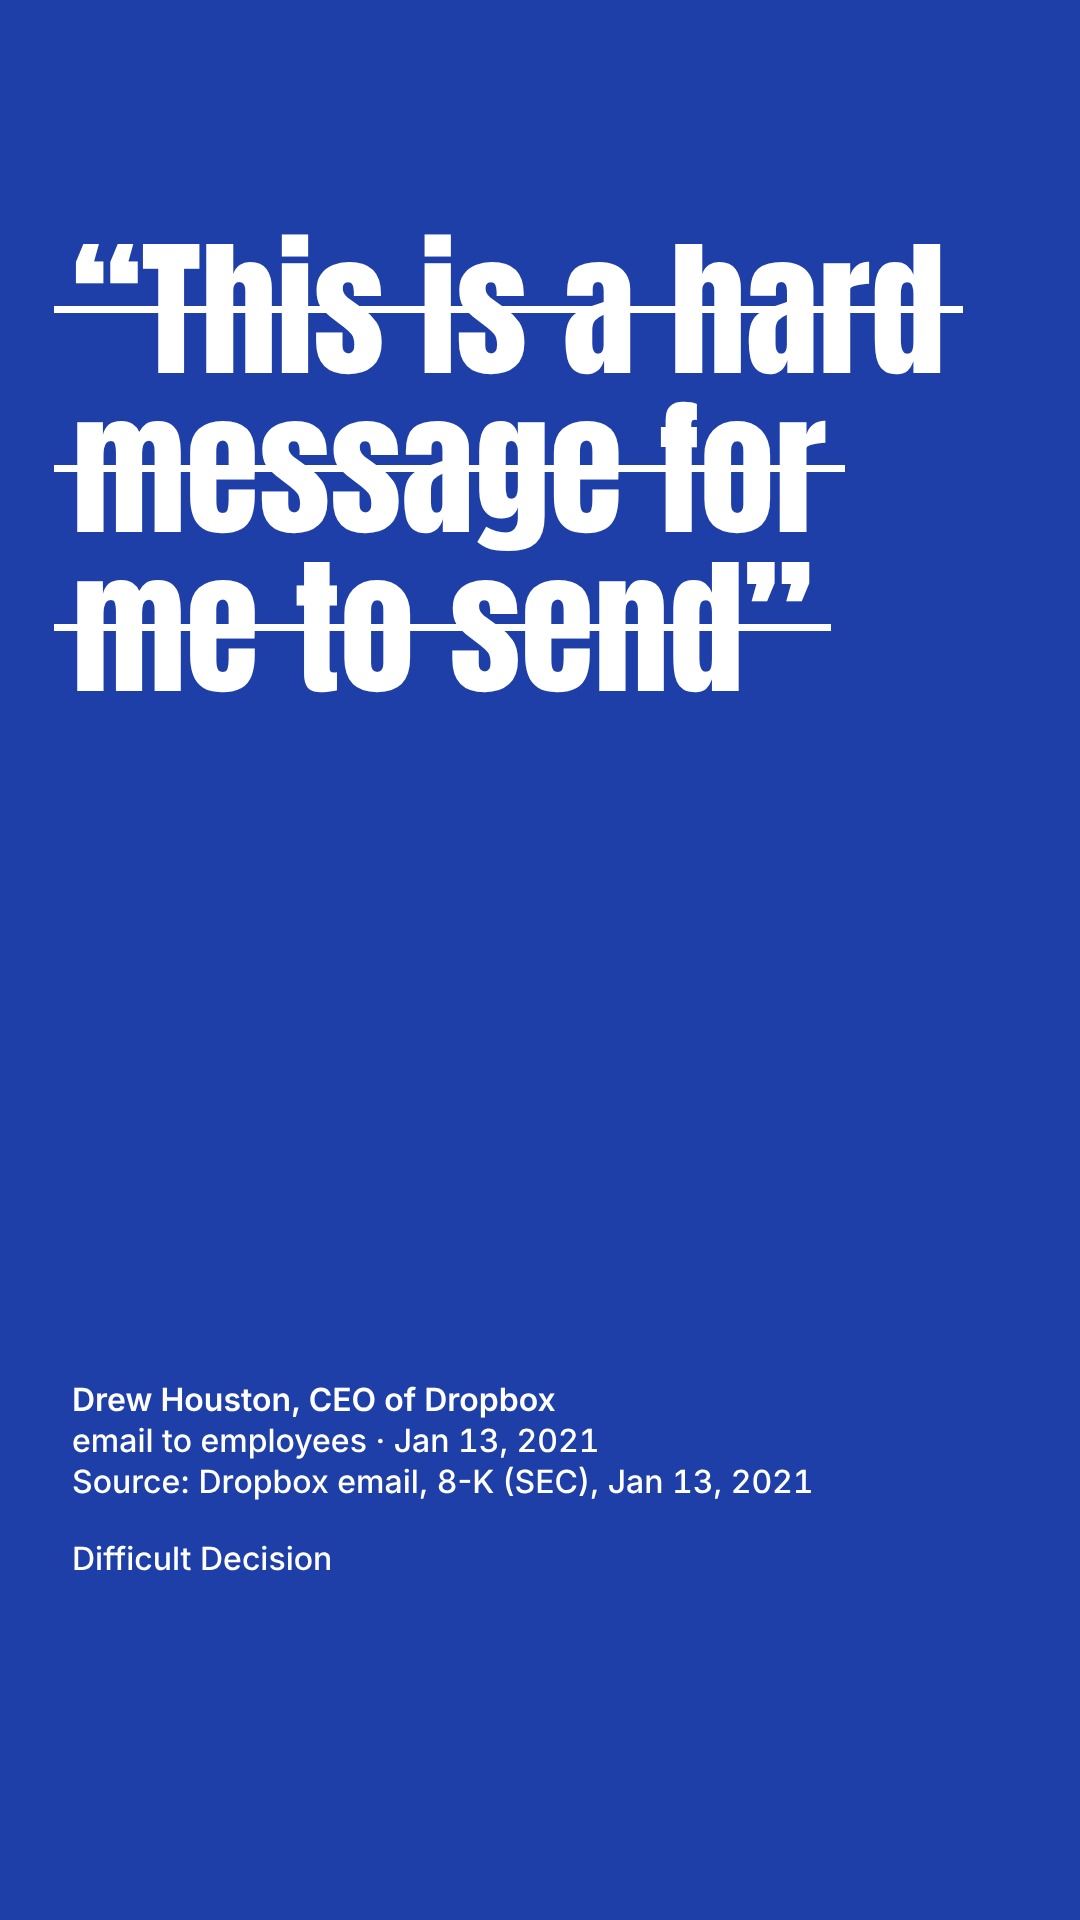 “This is a hard
message for
me to send”
Drew Houston, CEO of Dropbox
email to employees · Jan 13, 2021
Source: Dropbox email, 8-K (SEC), Jan 13, 2021
Difficult Decision